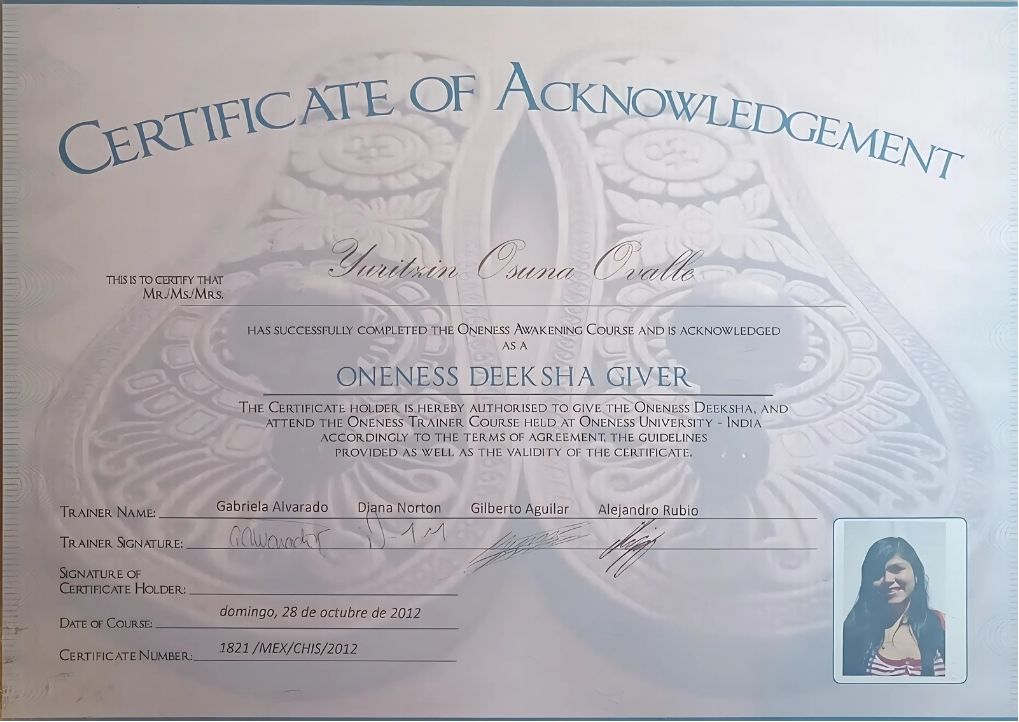 CERTIFICATE OF ACKNOWLEDGEMENT
Yuritzin Osuna Ovalle
THIS IS TO CERTIFY THAT
MR./MS./MRS.
HAS SUCCESSFULLY COMPLETED THE ONENESS AWAKENING COURSE AND IS ACKNOWLEDGED
AS A
ONENESS DEEKSHA GIVER
THE CERTIFICATE HOLDER IS HEREBY AUTHORISED TO GIVE THE ONENESS DEEKSHA, AND
ATTEND THE ONENESS TRAINER COURSE HELD AT ONENESS UNIVERSITY - INDIA
ACCORDINGLY TO THE TERMS OF AGREEMENT, THE GUIDELINES
PROVIDED AS WELL AS THE VALIDITY OF THE CERTIFICATE.
TRAINER NAME: Gabriela Alvarado Diana Norton Gilberto Aguilar Alejandro Rubio
TRAINER SIGNATURE:
SIGNATURE OF
CERTIFICATE HOLDER:
DATE OF COURSE: domingo, 28 de octubre de 2012
CERTIFICATE NUMBER: 1821 /MEX/CHIS/2012